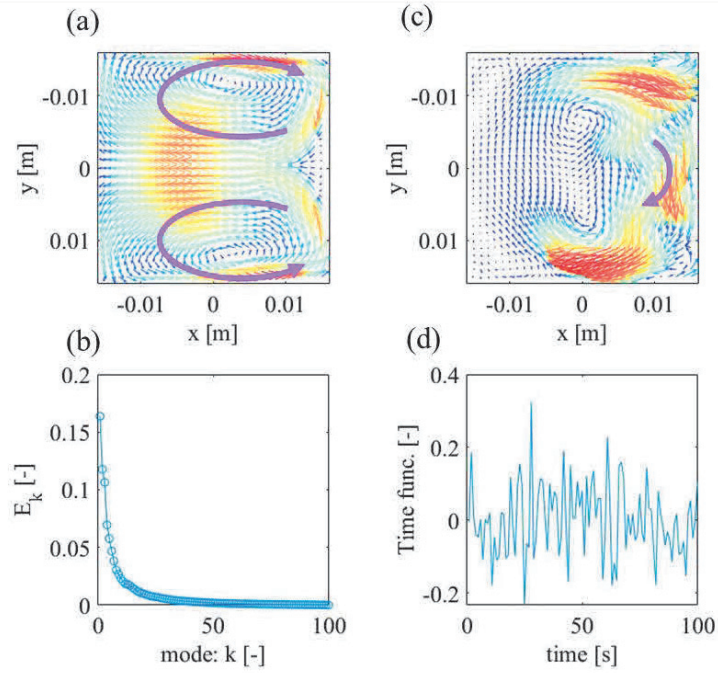 (a)
-0.01
0
0.01
y [m]
-0.01 0 0.01
x [m]
(c)
-0.01
0
0.01
y [m]
-0.01 0 0.01
x [m]
(b)
0.2
0.15
0.1
0.05
0
E_k [-]
0 50 100
mode: k [-]
(d)
0.4
0.2
0
-0.2
Time func. [-]
0 50 100
time [s]